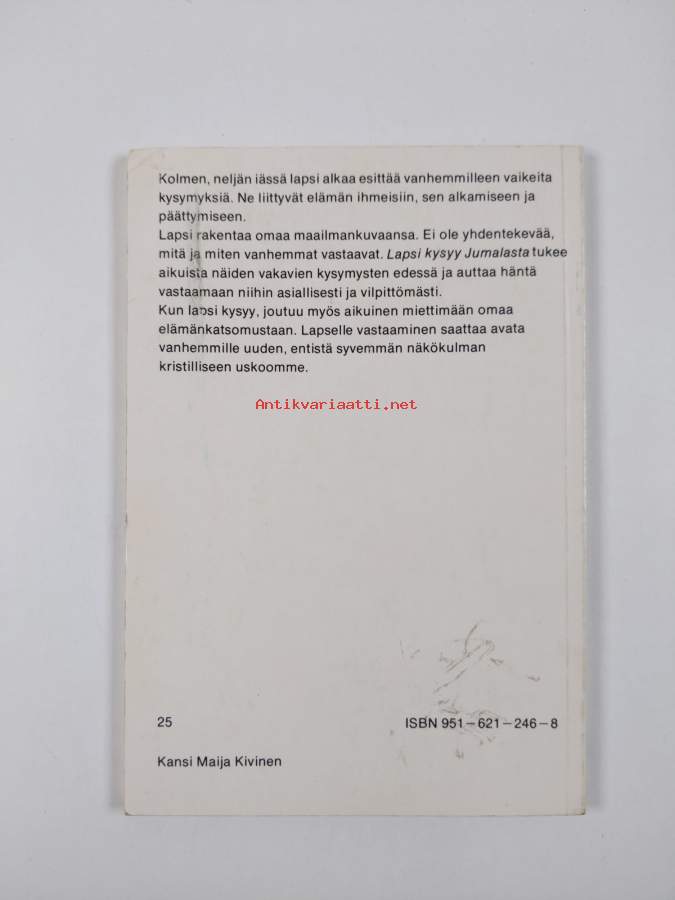 Kolmen, neljän iässä lapsi alkaa esittää vanhemmilleen vaikeita
kysymyksiä. Ne liittyvät elämän ihmeisiin, sen alkamiseen ja
päättymiseen.
Lapsi rakentaa omaa maailmankuvaansa. Ei ole yhdentekevää,
mitä ja miten vanhemmat vastaavat. Lapsi kysyy Jumalasta tukee
aikuista näiden vakavien kysymysten edessä ja auttaa häntä
vastaamaan niihin asiallisesti ja vilpittömästi.
Kun lapsi kysyy, joutuu myös aikuinen miettimään omaa
elämänkatsomustaan. Lapselle vastaaminen saattaa avata
vanhemmille uuden, entistä syvemmän näkökulman
kristilliseen uskoomme.
Antikvariaatti.net
25 ISBN 951-621-246-8
Kansi Maija Kivinen